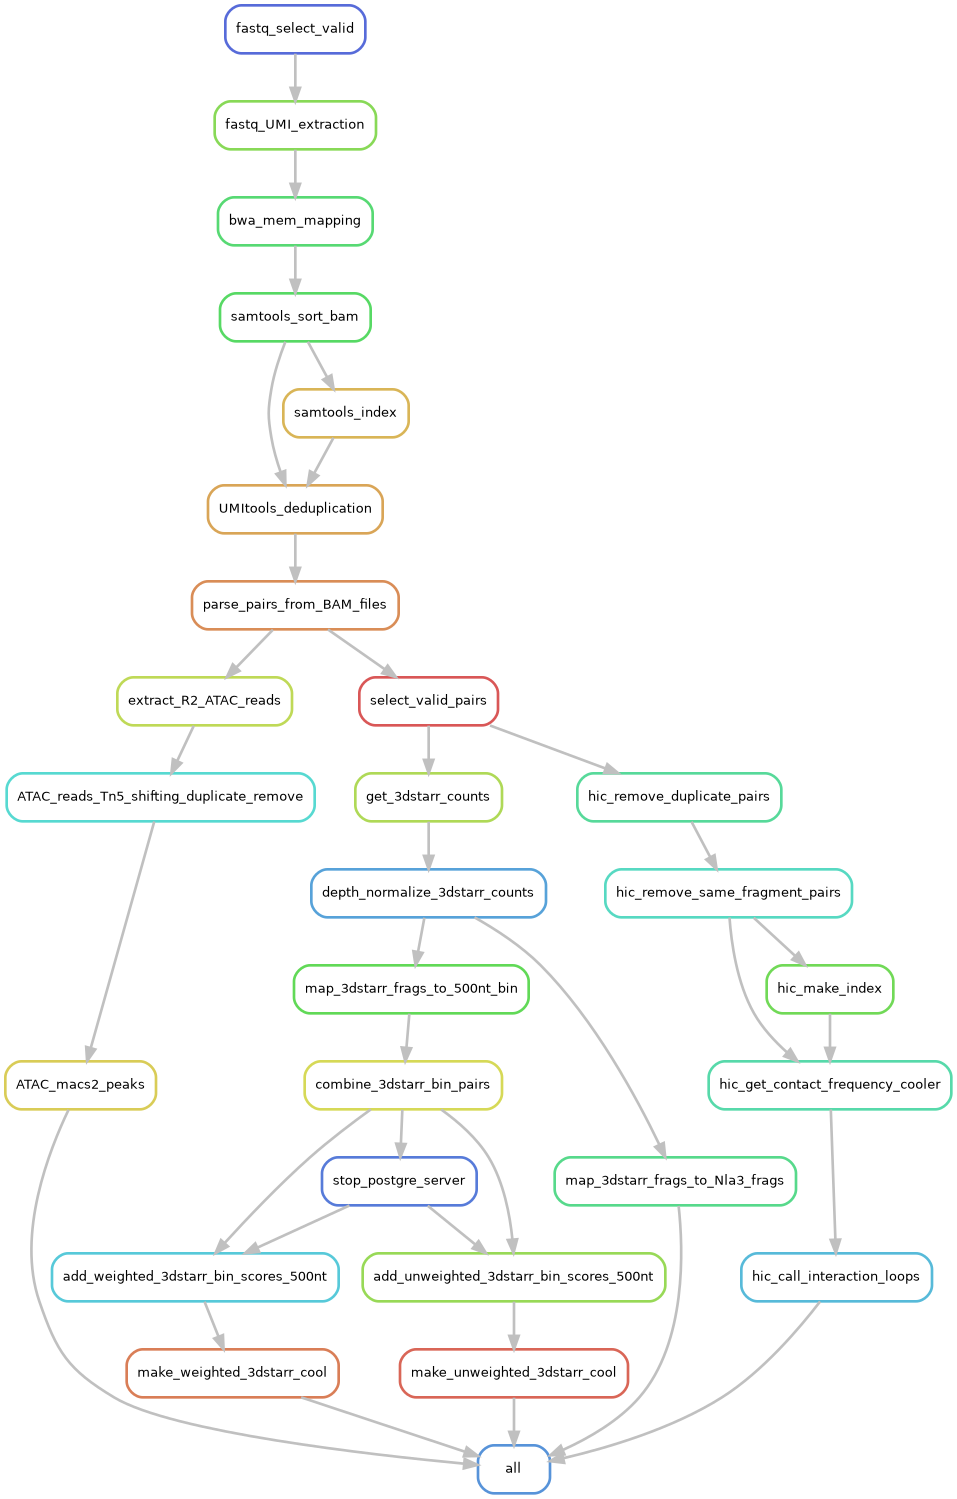 fastq_select_valid
fastq_UMI_extraction
bwa_mem_mapping
samtools_sort_bam
samtools_index
UMItools_deduplication
parse_pairs_from_BAM_files
extract_R2_ATAC_reads
select_valid_pairs
ATAC_reads_Tn5_shifting_duplicate_remove
get_3dstarr_counts
hic_remove_duplicate_pairs
depth_normalize_3dstarr_counts
hic_remove_same_fragment_pairs
map_3dstarr_frags_to_500nt_bin
hic_make_index
ATAC_macs2_peaks
combine_3dstarr_bin_pairs
hic_get_contact_frequency_cooler
stop_postgre_server
map_3dstarr_frags_to_Nla3_frags
add_weighted_3dstarr_bin_scores_500nt
add_unweighted_3dstarr_bin_scores_500nt
hic_call_interaction_loops
make_weighted_3dstarr_cool
make_unweighted_3dstarr_cool
all